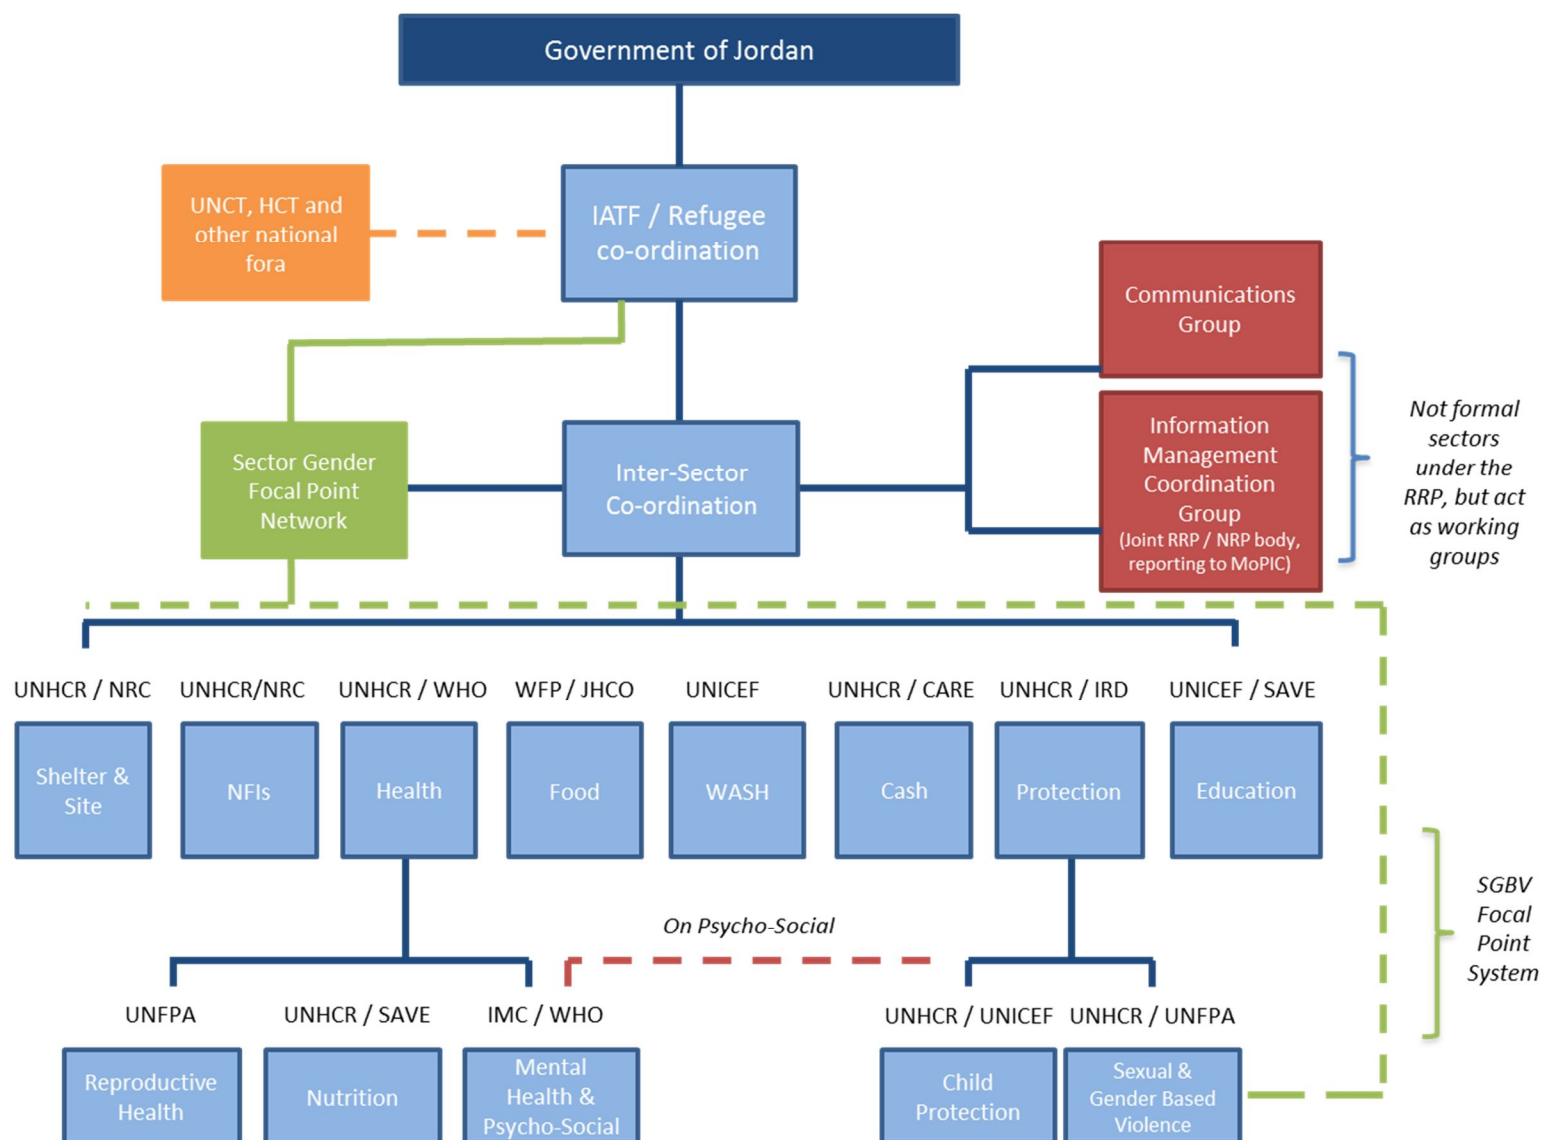 Government of Jordan
UNCT, HCT and
other national
fora
IATF / Refugee
co-ordination
Communications
Group
Sector Gender
Focal Point
Network
Inter-Sector
Co-ordination
Information
Management
Coordination
Group
(Joint RRP / NRP body,
reporting to MoPIC)
Not formal
sectors
under the
RRP, but act
as working
groups
UNHCR / NRC
UNHCR/NRC
UNHCR / WHO
WFP / JHCO
UNICEF
UNHCR / CARE
UNHCR / IRD
UNICEF / SAVE
Shelter &
Site
NFIs
Health
Food
WASH
Cash
Protection
Education
On Psycho-Social
SGBV
Focal
Point
System
UNFPA
UNHCR / SAVE
IMC / WHO
UNHCR / UNICEF
UNHCR / UNFPA
Reproductive
Health
Nutrition
Mental
Health &
Psycho-Social
Child
Protection
Sexual &
Gender Based
Violence